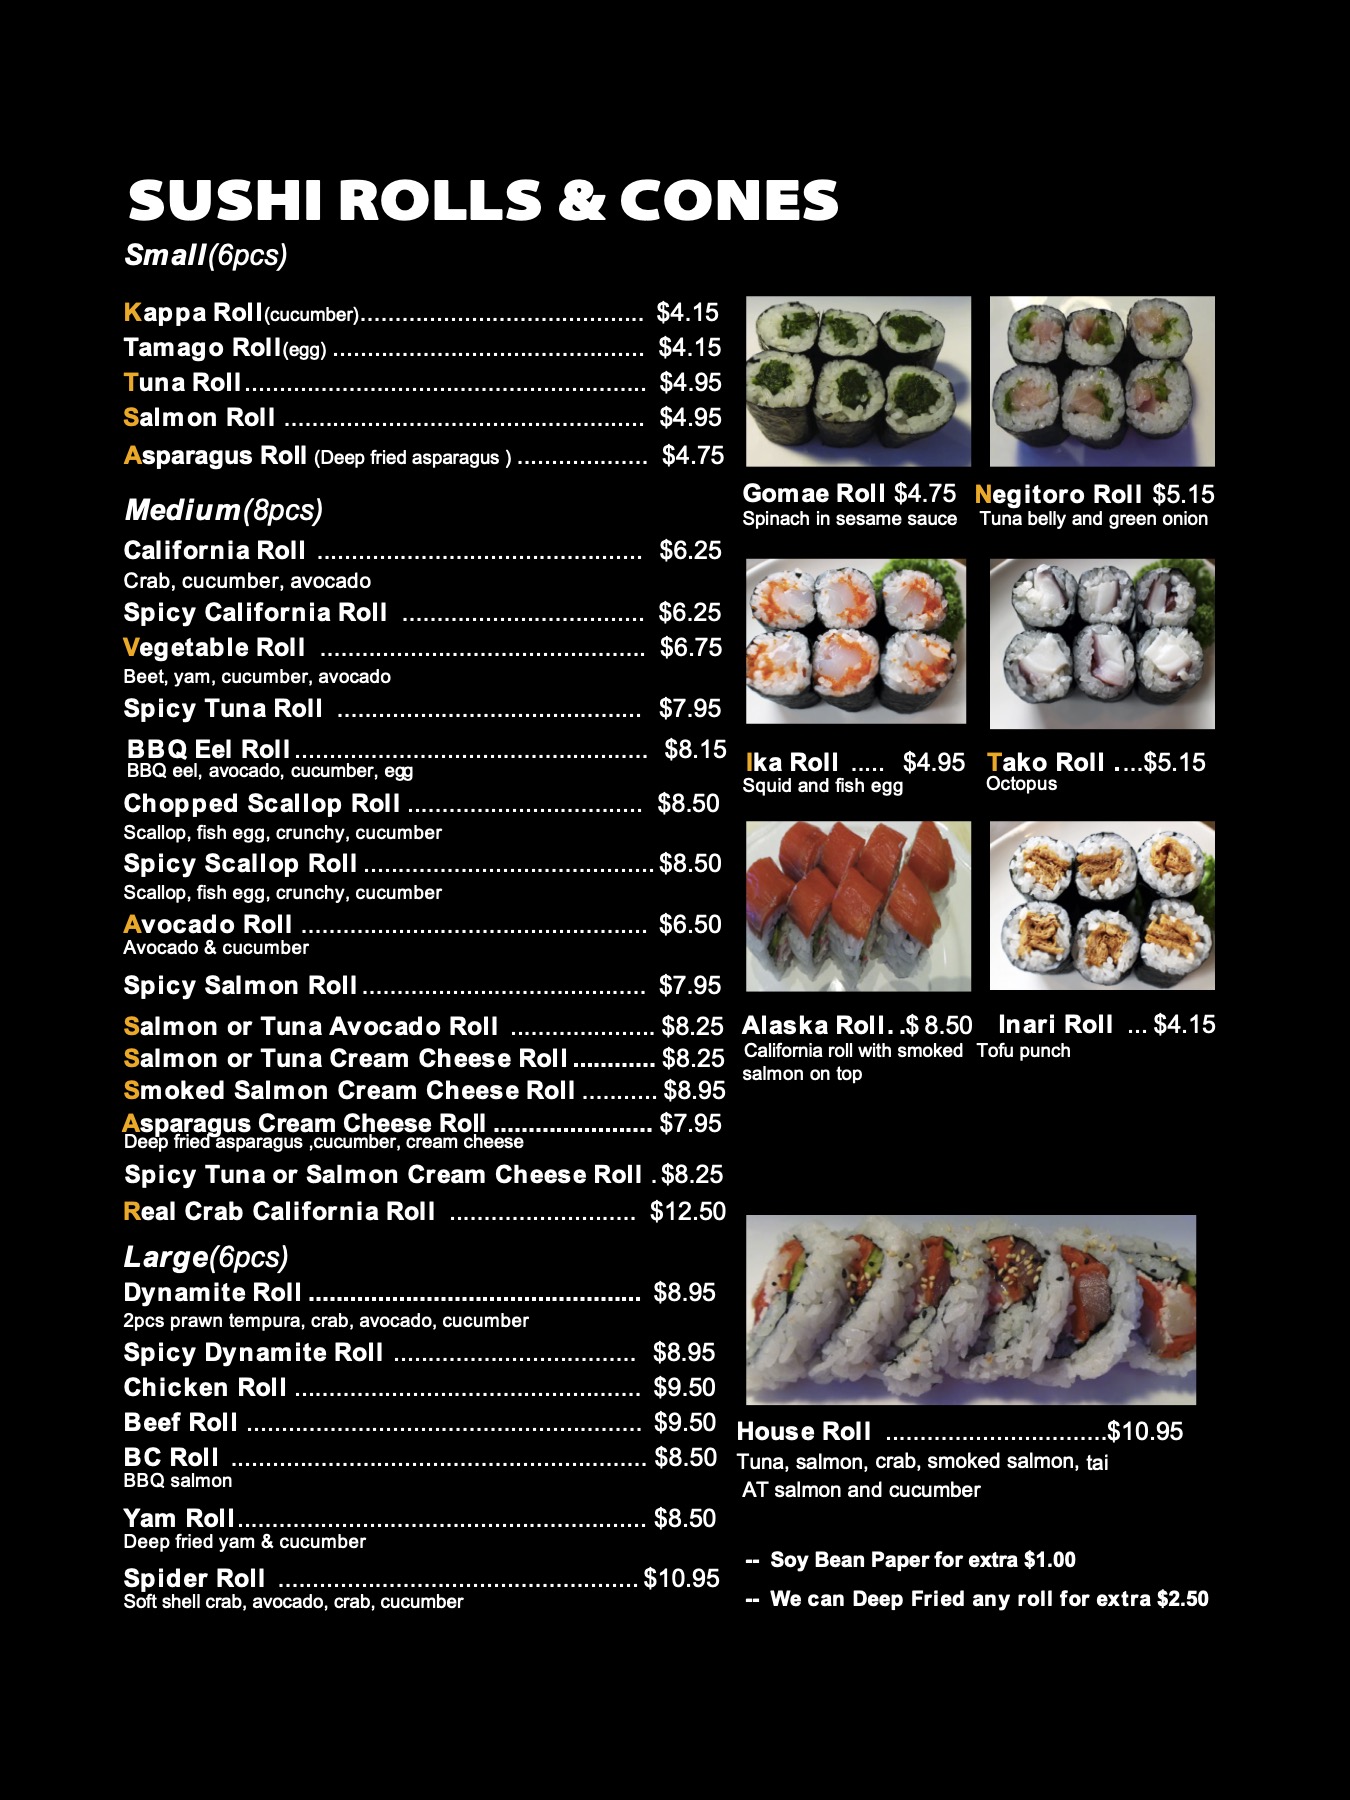 SUSHI ROLLS & CONES
Small(6pcs)
Kappa Roll(cucumber)......................................... $4.15
Tamago Roll(egg) ............................................. $4.15
Tuna Roll.......................................................... $4.95
Salmon Roll .................................................... $4.95
Asparagus Roll (Deep fried asparagus ) ................... $4.75
Medium(8pcs)
California Roll ............................................... $6.25
Crab, cucumber, avocado
Spicy California Roll ................................... $6.25
Vegetable Roll ............................................... $6.75
Beet, yam, cucumber, avocado
Spicy Tuna Roll ............................................ $7.95
BBQ Eel Roll................................................... $8.15
BBQ eel, avocado, cucumber, egg
Chopped Scallop Roll .................................. $8.50
Scallop, fish egg, crunchy, cucumber
Spicy Scallop Roll .......................................... $8.50
Scallop, fish egg, crunchy, cucumber
Avocado Roll .................................................. $6.50
Avocado & cucumber
Spicy Salmon Roll ......................................... $7.95
Salmon or Tuna Avocado Roll ..................... $8.25
Salmon or Tuna Cream Cheese Roll ............ $8.25
Smoked Salmon Cream Cheese Roll ........... $8.95
Asparagus Cream Cheese Roll ....................... $7.95
Deep fried asparagus ,cucumber, cream cheese
Spicy Tuna or Salmon Cream Cheese Roll . $8.25
Real Crab California Roll ........................... $12.50
Large(6pcs)
Dynamite Roll ................................................ $8.95
2pcs prawn tempura, crab, avocado, cucumber
Spicy Dynamite Roll ................................... $8.95
Chicken Roll .................................................. $9.50
Beef Roll ......................................................... $9.50
BC Roll ............................................................ $8.50
BBQ salmon
Yam Roll........................................................... $8.50
Deep fried yam & cucumber
Spider Roll .................................................... $10.95
Soft shell crab, avocado, crab, cucumber
Gomae Roll $4.75
Spinach in sesame sauce
Negitoro Roll $5.15
Tuna belly and green onion
Ika Roll ..... $4.95
Squid and fish egg
Tako Roll ....$5.15
Octopus
Alaska Roll. .$ 8.50
California roll with smoked
salmon on top
Inari Roll ... $4.15
Tofu punch
House Roll ................................$10.95
Tuna, salmon, crab, smoked salmon, tai
AT salmon and cucumber
-- Soy Bean Paper for extra $1.00
-- We can Deep Fried any roll for extra $2.50